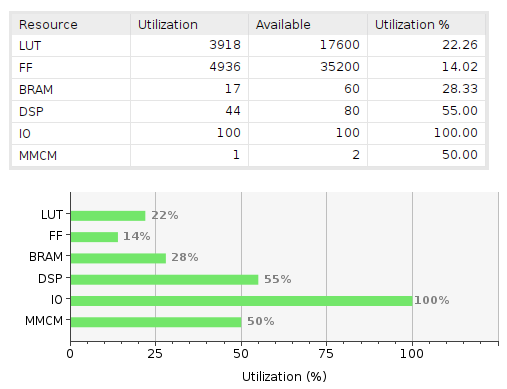 Resource Utilization Available Utilization %
LUT 3918 17600 22.26
FF 4936 35200 14.02
BRAM 17 60 28.33
DSP 44 80 55.00
IO 100 100 100.00
MMCM 1 2 50.00
LUT 22%
FF 14%
BRAM 28%
DSP 55%
IO 100%
MMCM 50%
0 25 50 75 100
Utilization (%)